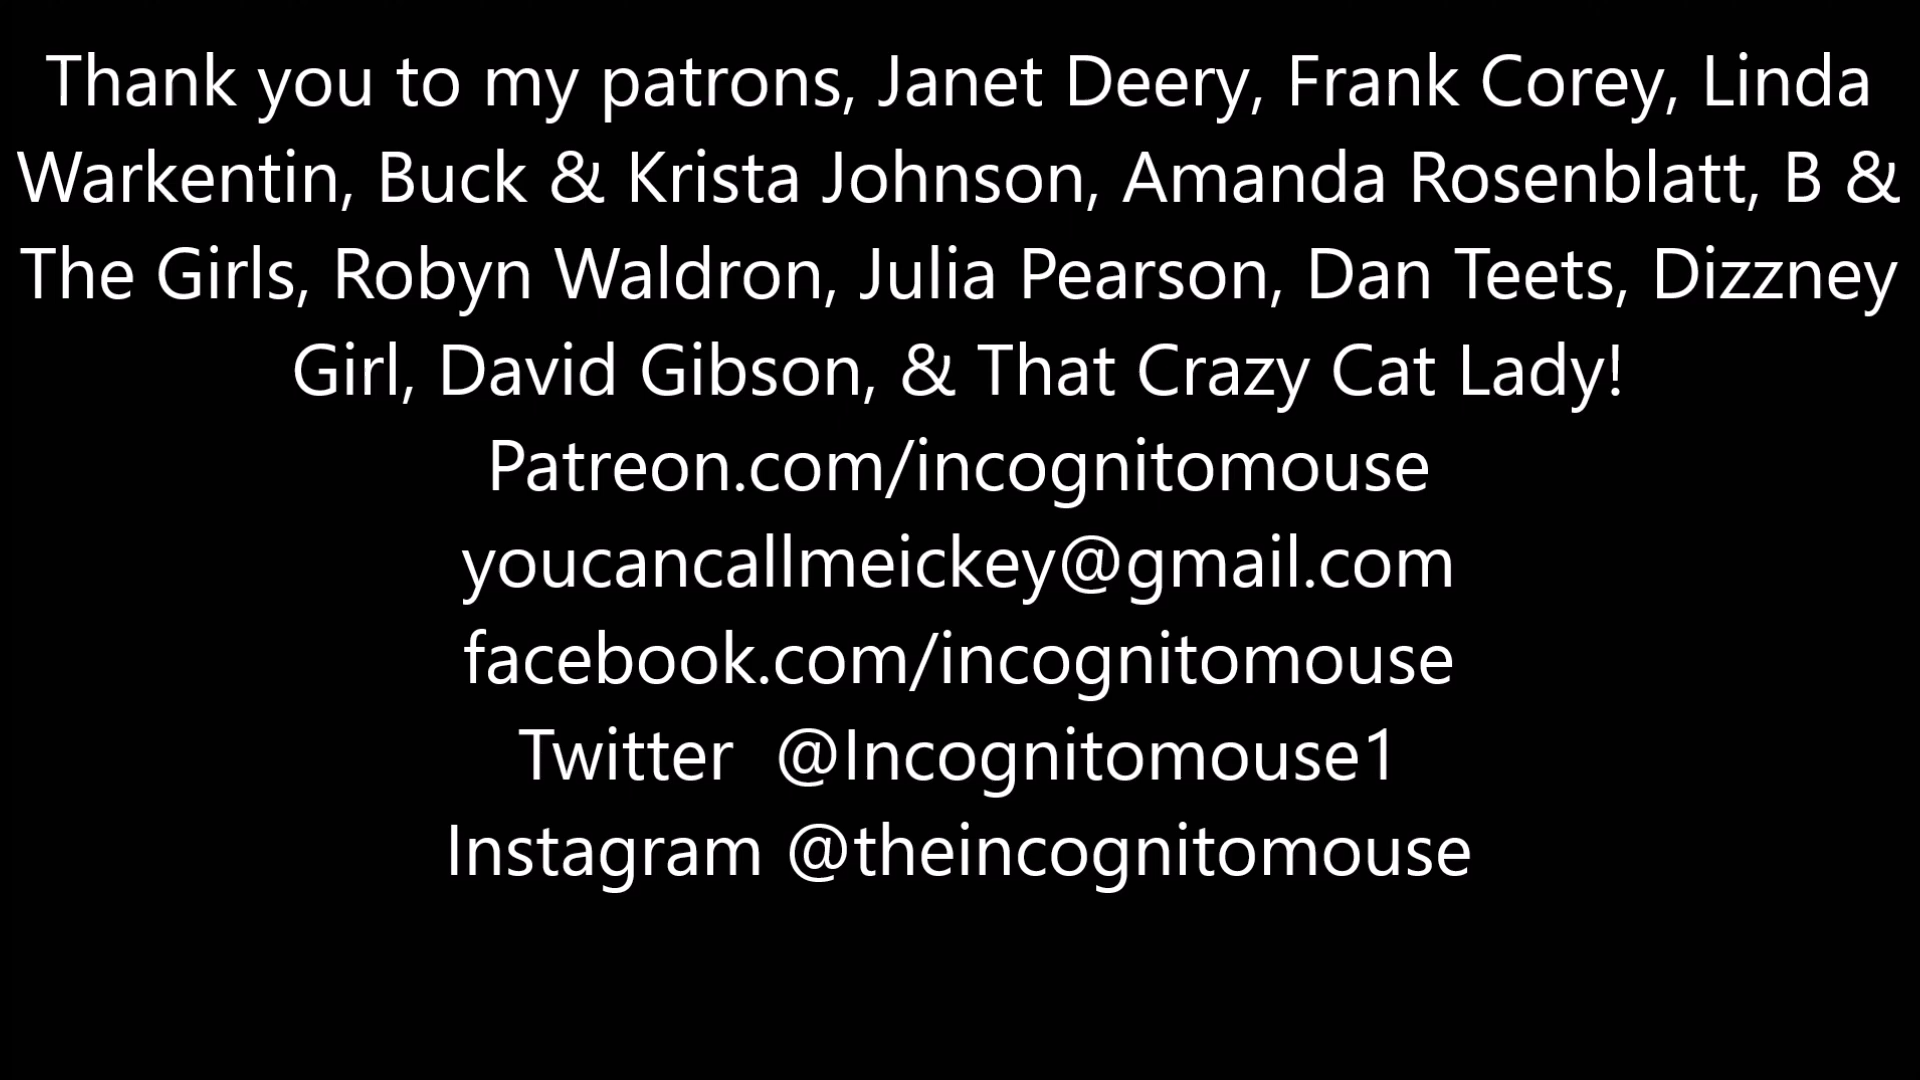 Thank you to my patrons, Janet Deery, Frank Corey, Linda
Warkentin, Buck & Krista Johnson, Amanda Rosenblatt, B &
The Girls, Robyn Waldron, Julia Pearson, Dan Teets, Dizzney
Girl, David Gibson, & That Crazy Cat Lady!
Patreon.com/incognitomouse
youcancallmeickey@gmail.com
facebook.com/incognitomouse
Twitter  @Incognitomouse1
Instagram @theincognitomouse